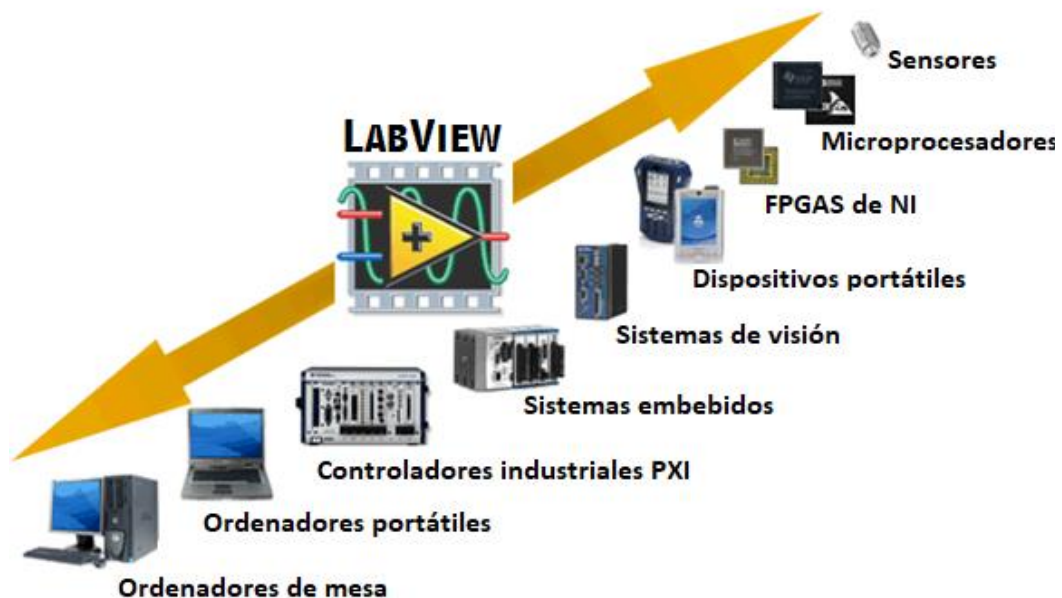 Sensores
Microprocesadores
LABVIEW
FPGAS de NI
Dispositivos portátiles
Sistemas de visión
Sistemas embebidos
Controladores industriales PXI
Ordenadores portátiles
Ordenadores de mesa